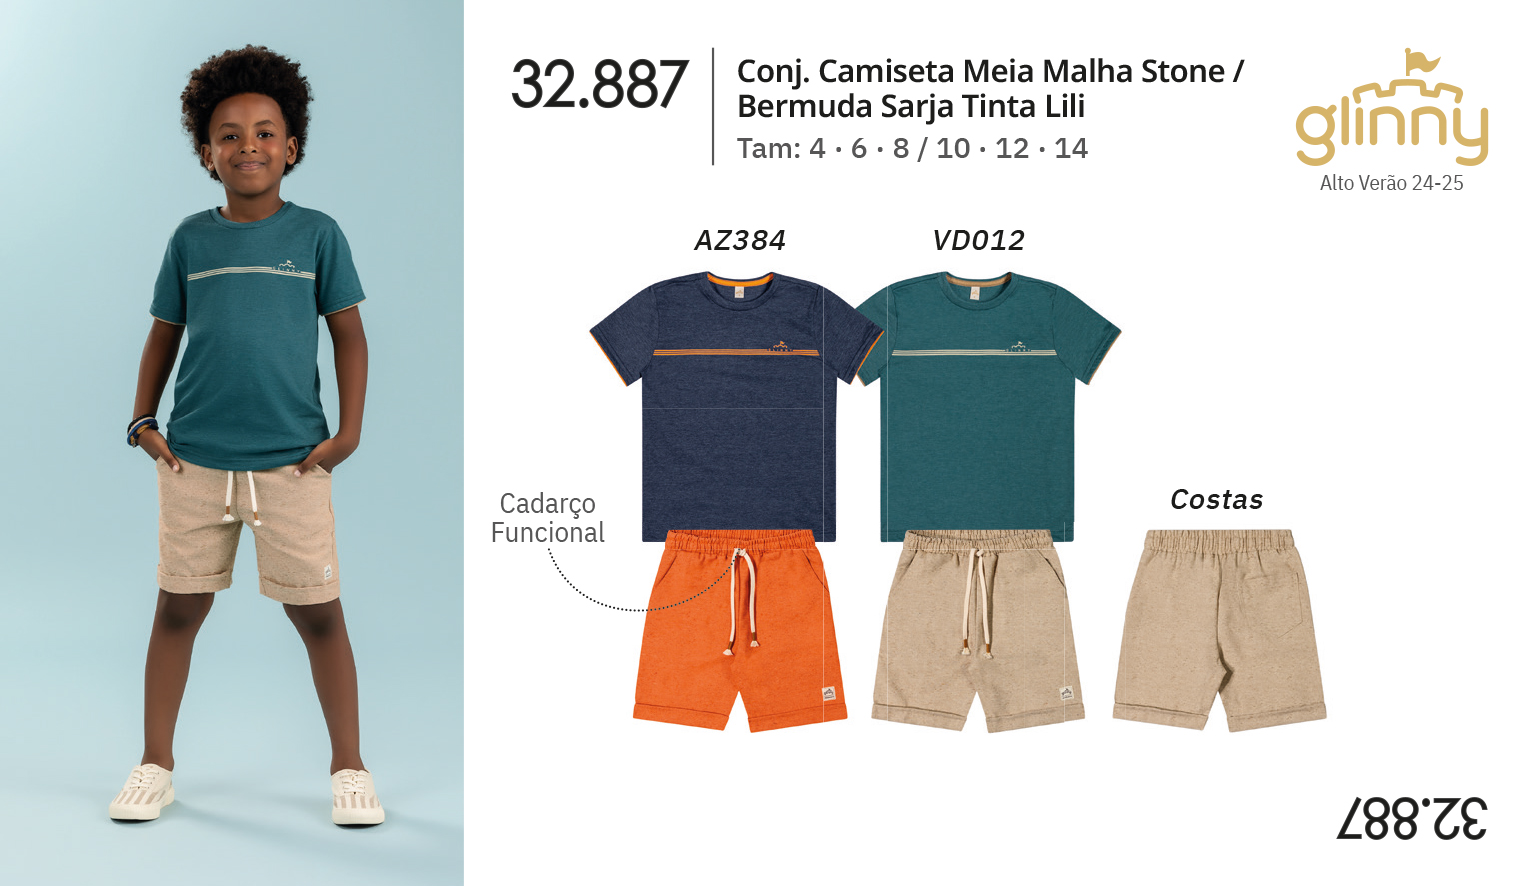 32.887
Conj. Camiseta Meia Malha Stone /
Bermuda Sarja Tinta Lili
Tam: 4 · 6 · 8 / 10 · 12 · 14
glinny
Alto Verão 24-25
AZ384
VD012
Cadarço
Funcional
Costas
32.887